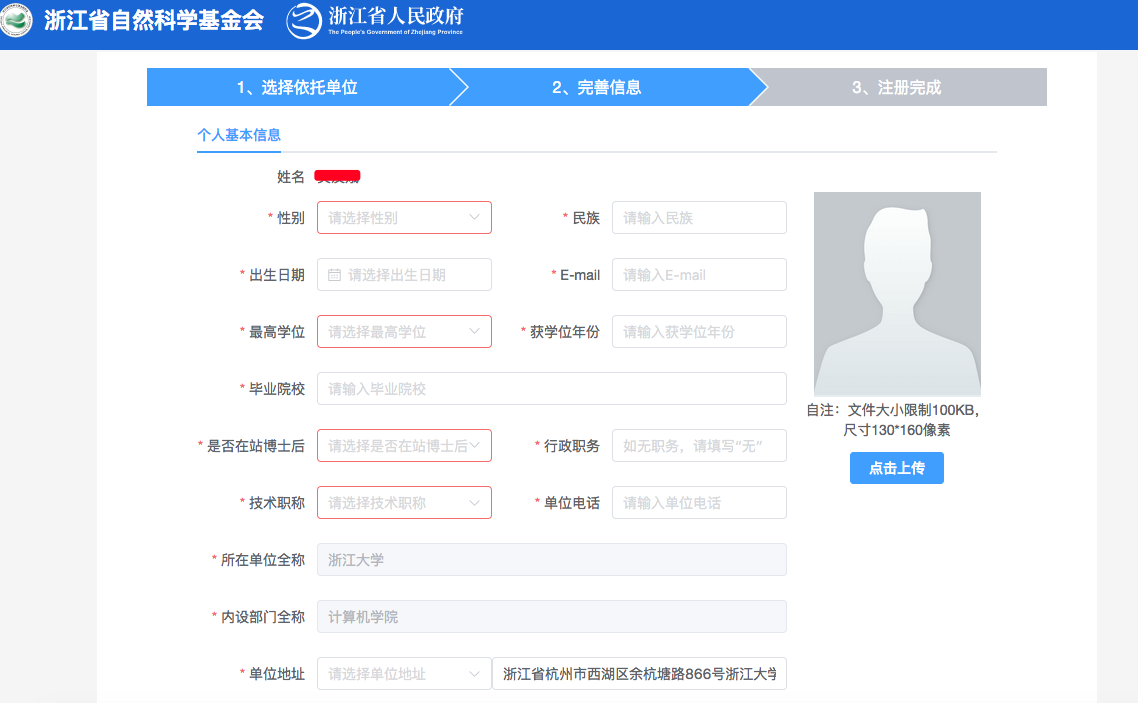 浙江省自然科学基金会
浙江省人民政府
The People's Government of Zhejiang Province
1、选择依托单位
2、完善信息
3、注册完成
个人基本信息
姓名
* 性别 请选择性别 * 民族 请输入民族
* 出生日期 请选择出生日期 * E-mail 请输入E-mail
* 最高学位 请选择最高学位 * 获学位年份 请输入获学位年份
* 毕业院校 请输入毕业院校
自注：文件大小限制100KB，
尺寸130*160像素
* 是否在站博士后 请选择是否在站博士后 * 行政职务 如无职务，请填写“无”
点击上传
* 技术职称 请选择技术职称 * 单位电话 请输入单位电话
* 所在单位全称 浙江大学
* 内设部门全称 计算机学院
* 单位地址 请选择单位地址 浙江省杭州市西湖区余杭塘路866号浙江大学